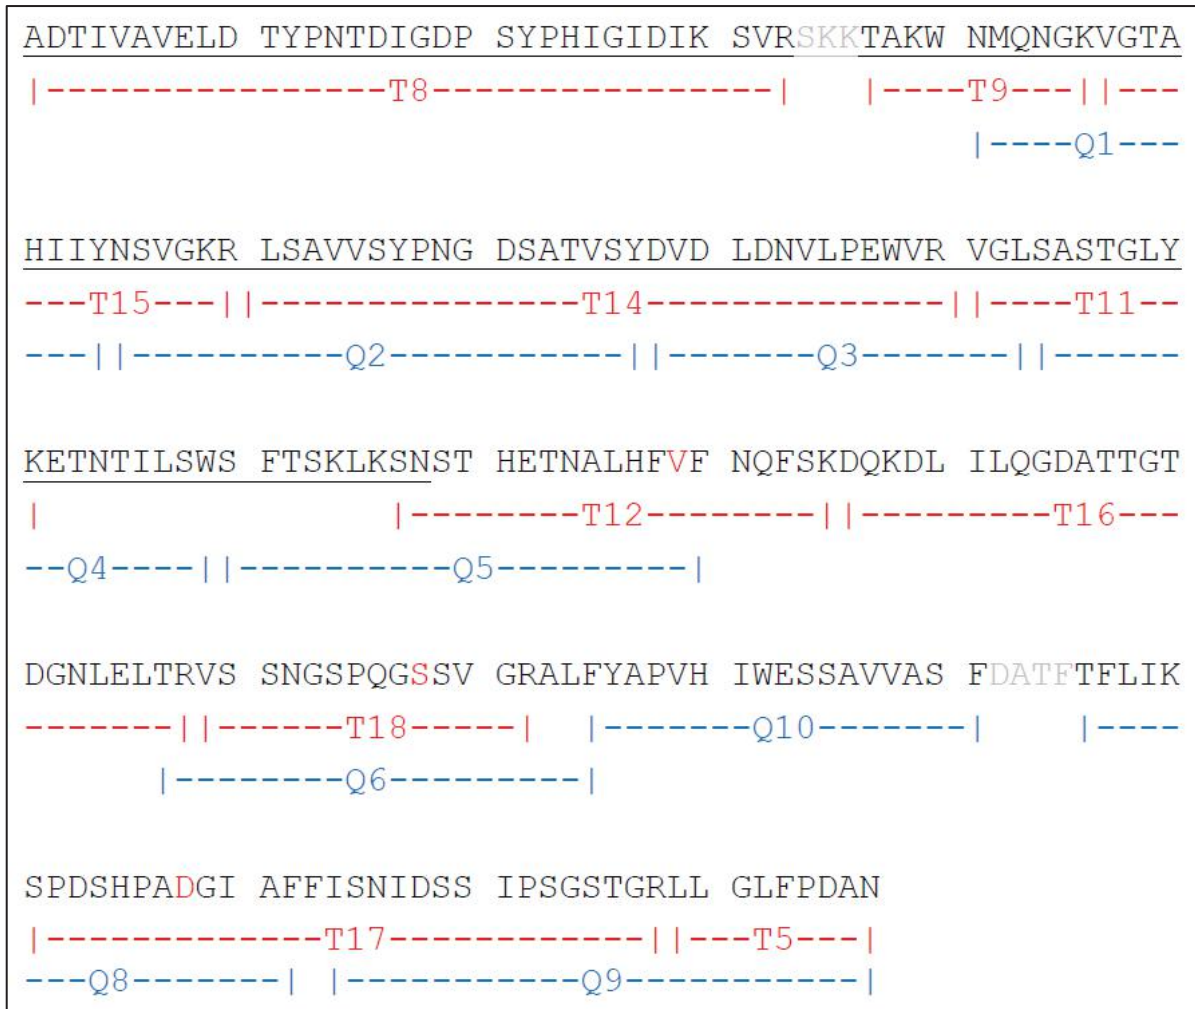 ADTIVAVELD TYPNTDIGDP SYPHIGIDIK SVRSKKTAKW NMQNGKVGTA
|----------------T8----------------| |----T9---||---
|----Q1---
HIIYNSVGKR LSAVVSYPNG DSATVSYDVD LDNVLPEWVR VGLSASTGLY
---T15---||---------------T14--------------||----T11--
---||----------Q2-----------||-------Q3-------||------
KETNTILSWS FTSKLKSNST HETNALHFVF NQFSKDQKDL ILQGDATTGT
| |--------T12--------||---------T16---
--Q4----||----------Q5---------|
DGNLELTRVS SNGSPQGSSV GRALFYAPVH IWESSAVVAS FDATFTFLIK
-------||------T18-----| |-------Q10-------| |----
|--------Q6---------|
SPDSHPADGI AFFISNIDSS IPSGSTGRLL GLFPDAN
|-------------T17------------||---T5---|
---Q8-------| |-----------Q9-----------|